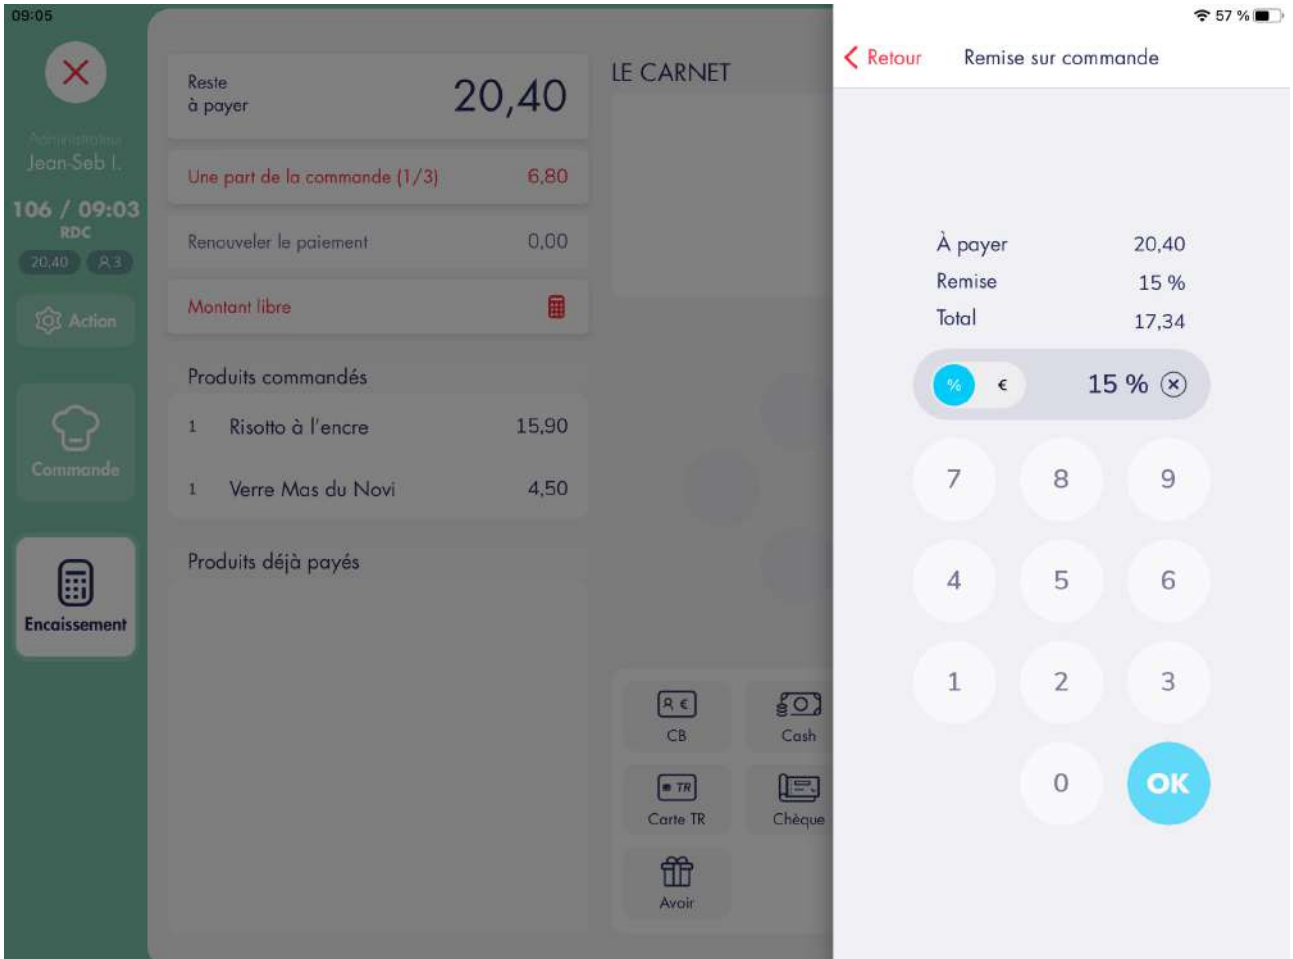 09:05
57 %
Administrateur
Jean-Seb I.
106 / 09:03
RDC
20,40
3
Action
Commande
Encaissement
Reste
à payer
20,40
Une part de la commande (1/3) 6,80
Renouveler le paiement 0,00
Montant libre
Produits commandés
1 Risotto à l'encre 15,90
1 Verre Mas du Novi 4,50
Produits déjà payés
LE CARNET
€
CB
Cash
TR
Carte TR
Chèque
Avoir
Retour
Remise sur commande
À payer 20,40
Remise 15 %
Total 17,34
% € 15 %
7 8 9
4 5 6
1 2 3
0 OK